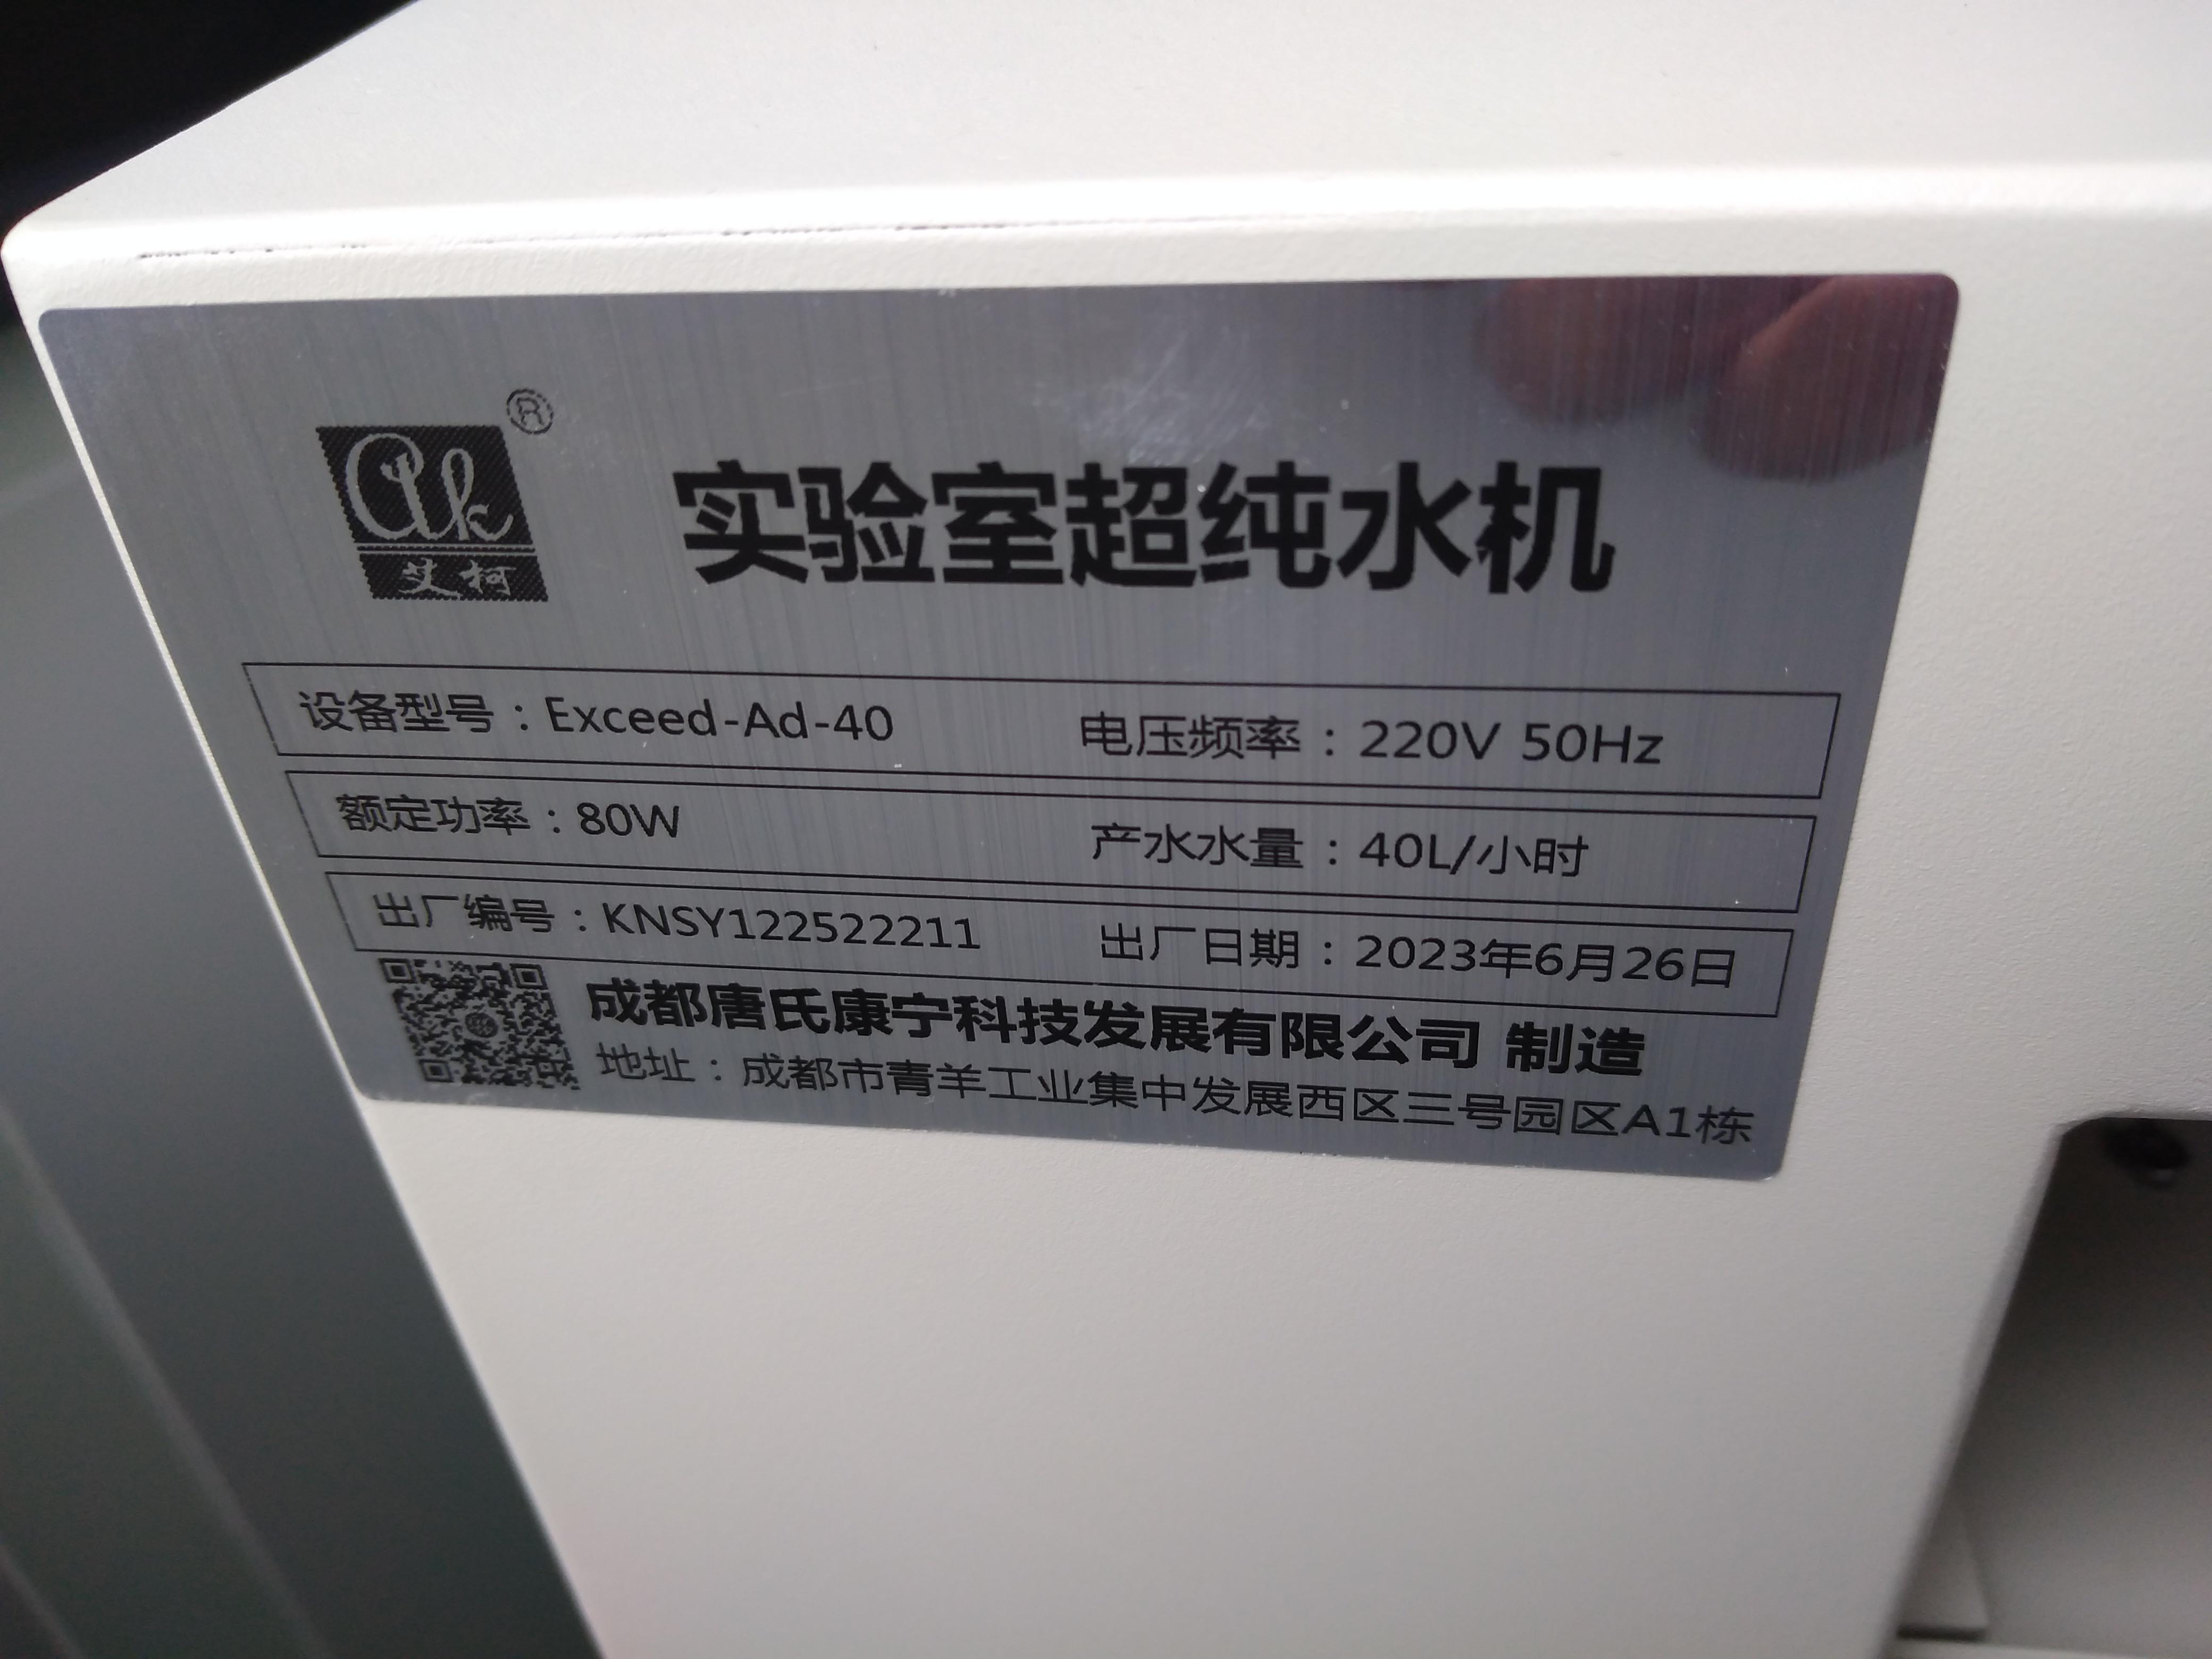 Ak®
艾柯
实验室超纯水机
设备型号：Exceed-Ad-40 电压频率：220V 50Hz
额定功率：80W 产水水量：40L/小时
出厂编号：KNSY122522211 出厂日期：2023年6月26日
成都唐氏康宁科技发展有限公司 制造
地址：成都市青羊工业集中发展西区三号园区A1栋